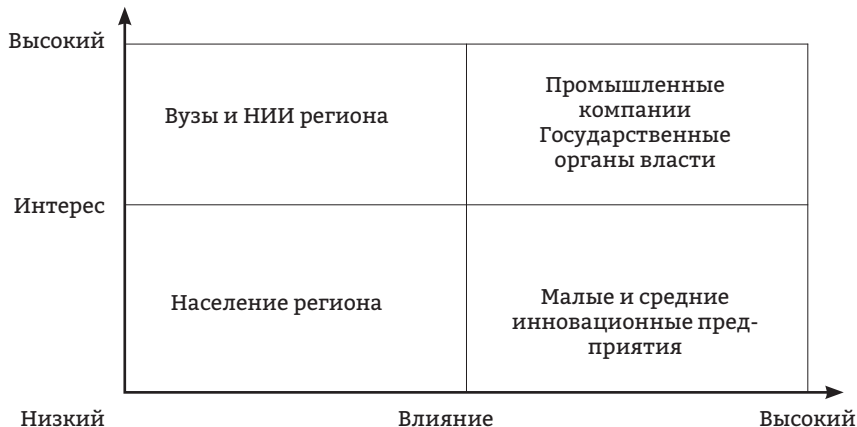 Высокий
Вузы и НИИ региона
Промышленные
компании
Государственные
органы власти
Интерес
Население региона
Малые и средние
инновационные пред-
приятия
Низкий
Влияние
Высокий